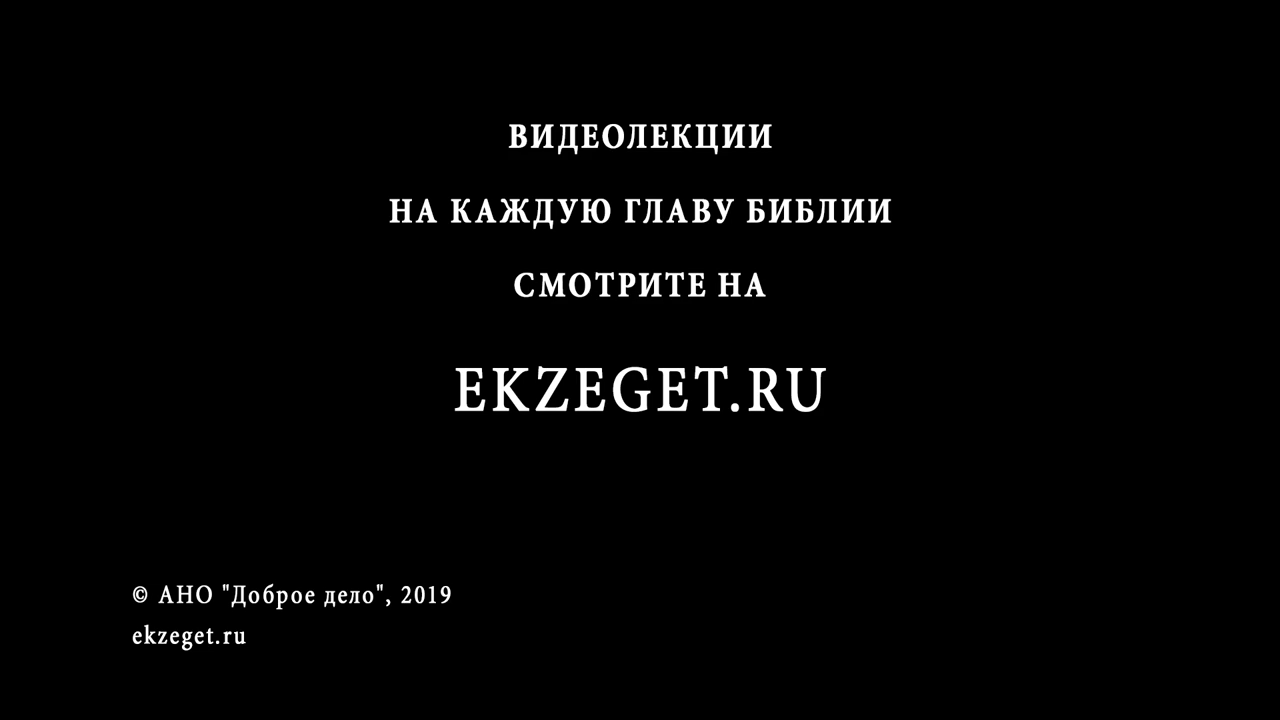 ВИДЕОЛЕКЦИИ
НА КАЖДУЮ ГЛАВУ БИБЛИИ
СМОТРИТЕ НА
EKZEGET.RU
© АНО "Доброе дело", 2019
ekzeget.ru